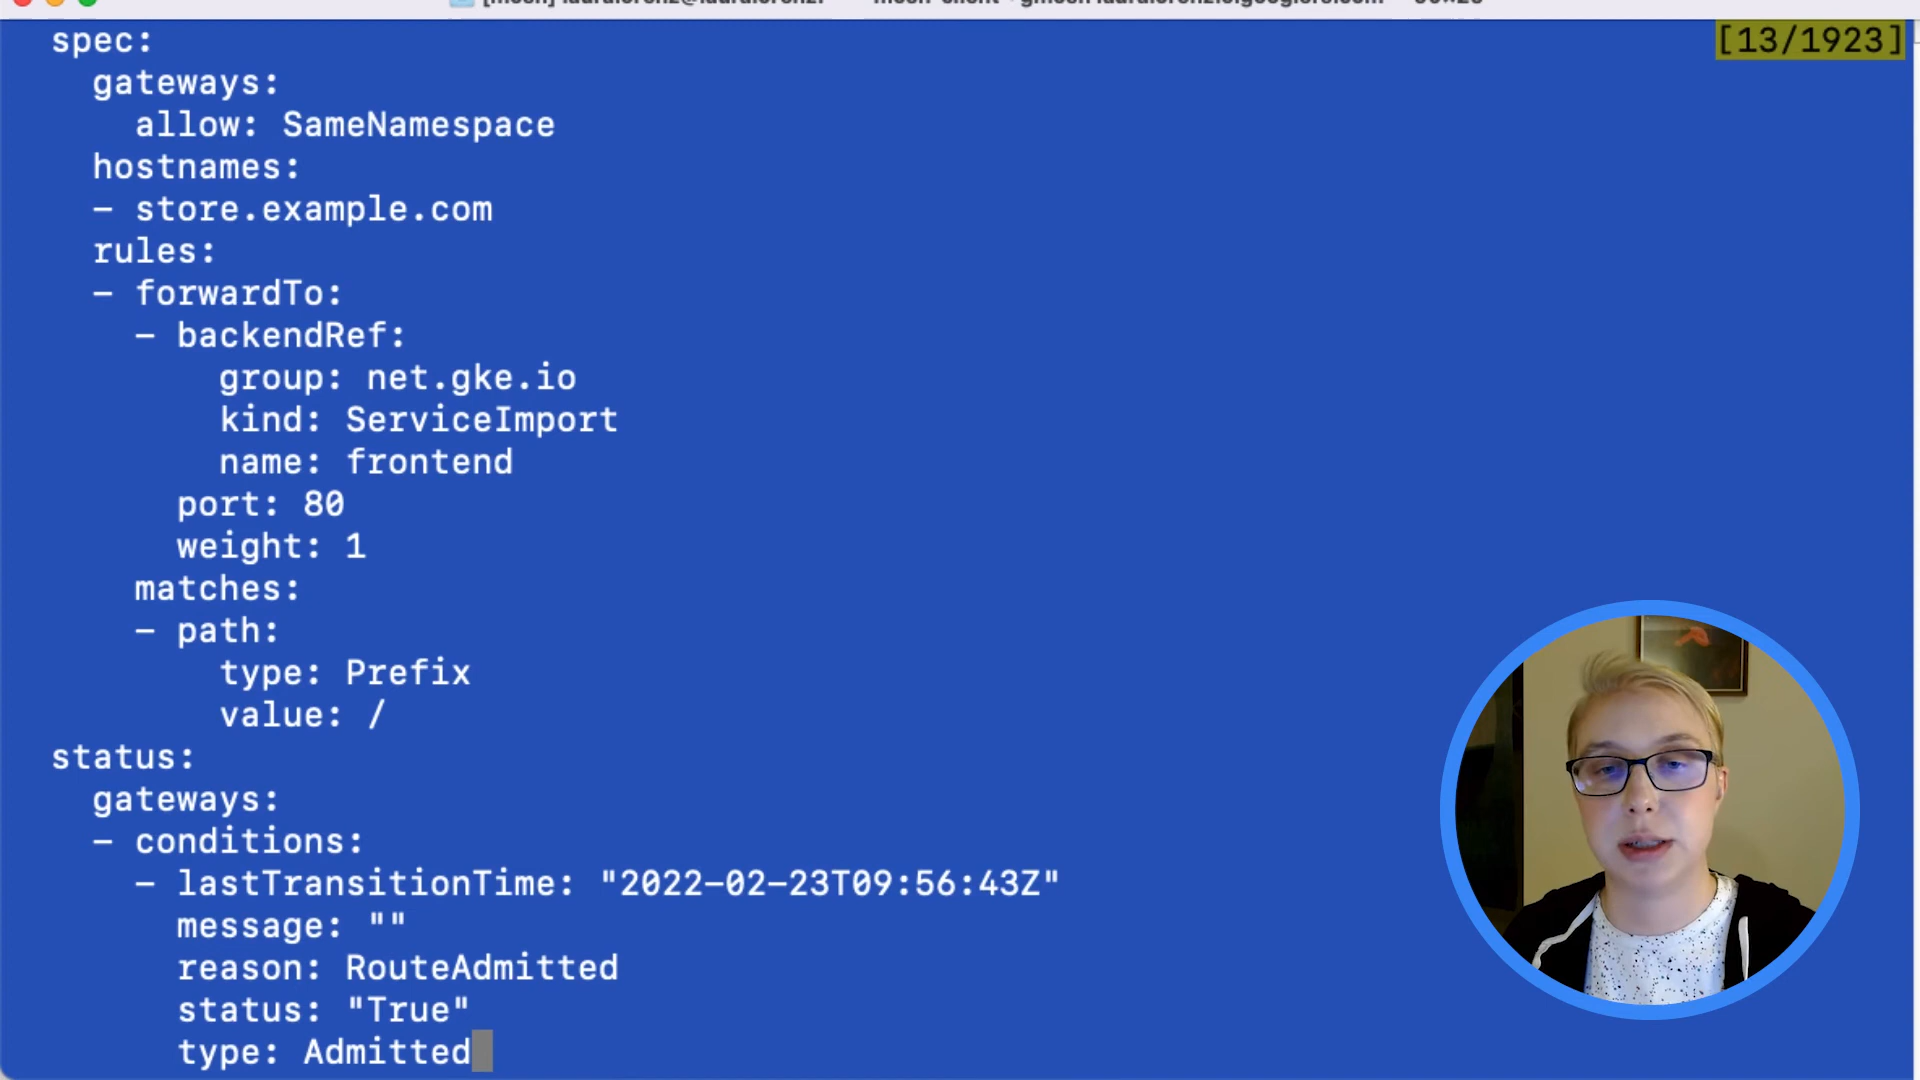 spec:
[13/1923]
gateways:
allow: SameNamespace
hostnames:
- store.example.com
rules:
- forwardTo:
- backendRef:
group: net.gke.io
kind: ServiceImport
name: frontend
port: 80
weight: 1
matches:
- path:
type: Prefix
value: /
status:
gateways:
- conditions:
- lastTransitionTime: "2022-02-23T09:56:43Z"
message: ""
reason: RouteAdmitted
status: "True"
type: Admitted